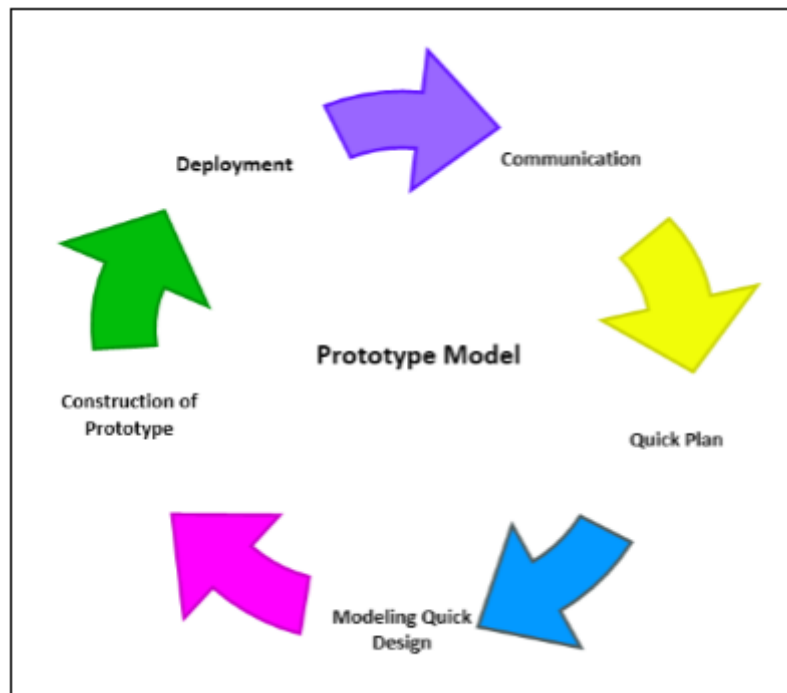 Deployment
Communication
Prototype Model
Construction of
Prototype
Quick Plan
Modeling Quick
Design